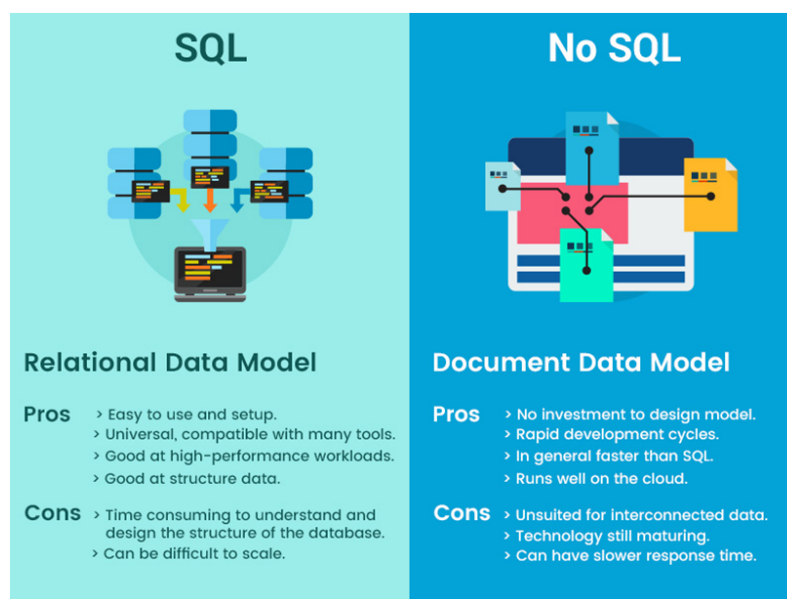 SQL
Relational Data Model
Pros
> Easy to use and setup.
> Universal, compatible with many tools.
> Good at high-performance workloads.
> Good at structure data.
Cons
> Time consuming to understand and
design the structure of the database.
> Can be difficult to scale.
No SQL
Document Data Model
Pros
> No investment to design model.
> Rapid development cycles.
> In general faster than SQL.
> Runs well on the cloud.
Cons
> Unsuited for interconnected data.
> Technology still maturing.
> Can have slower response time.